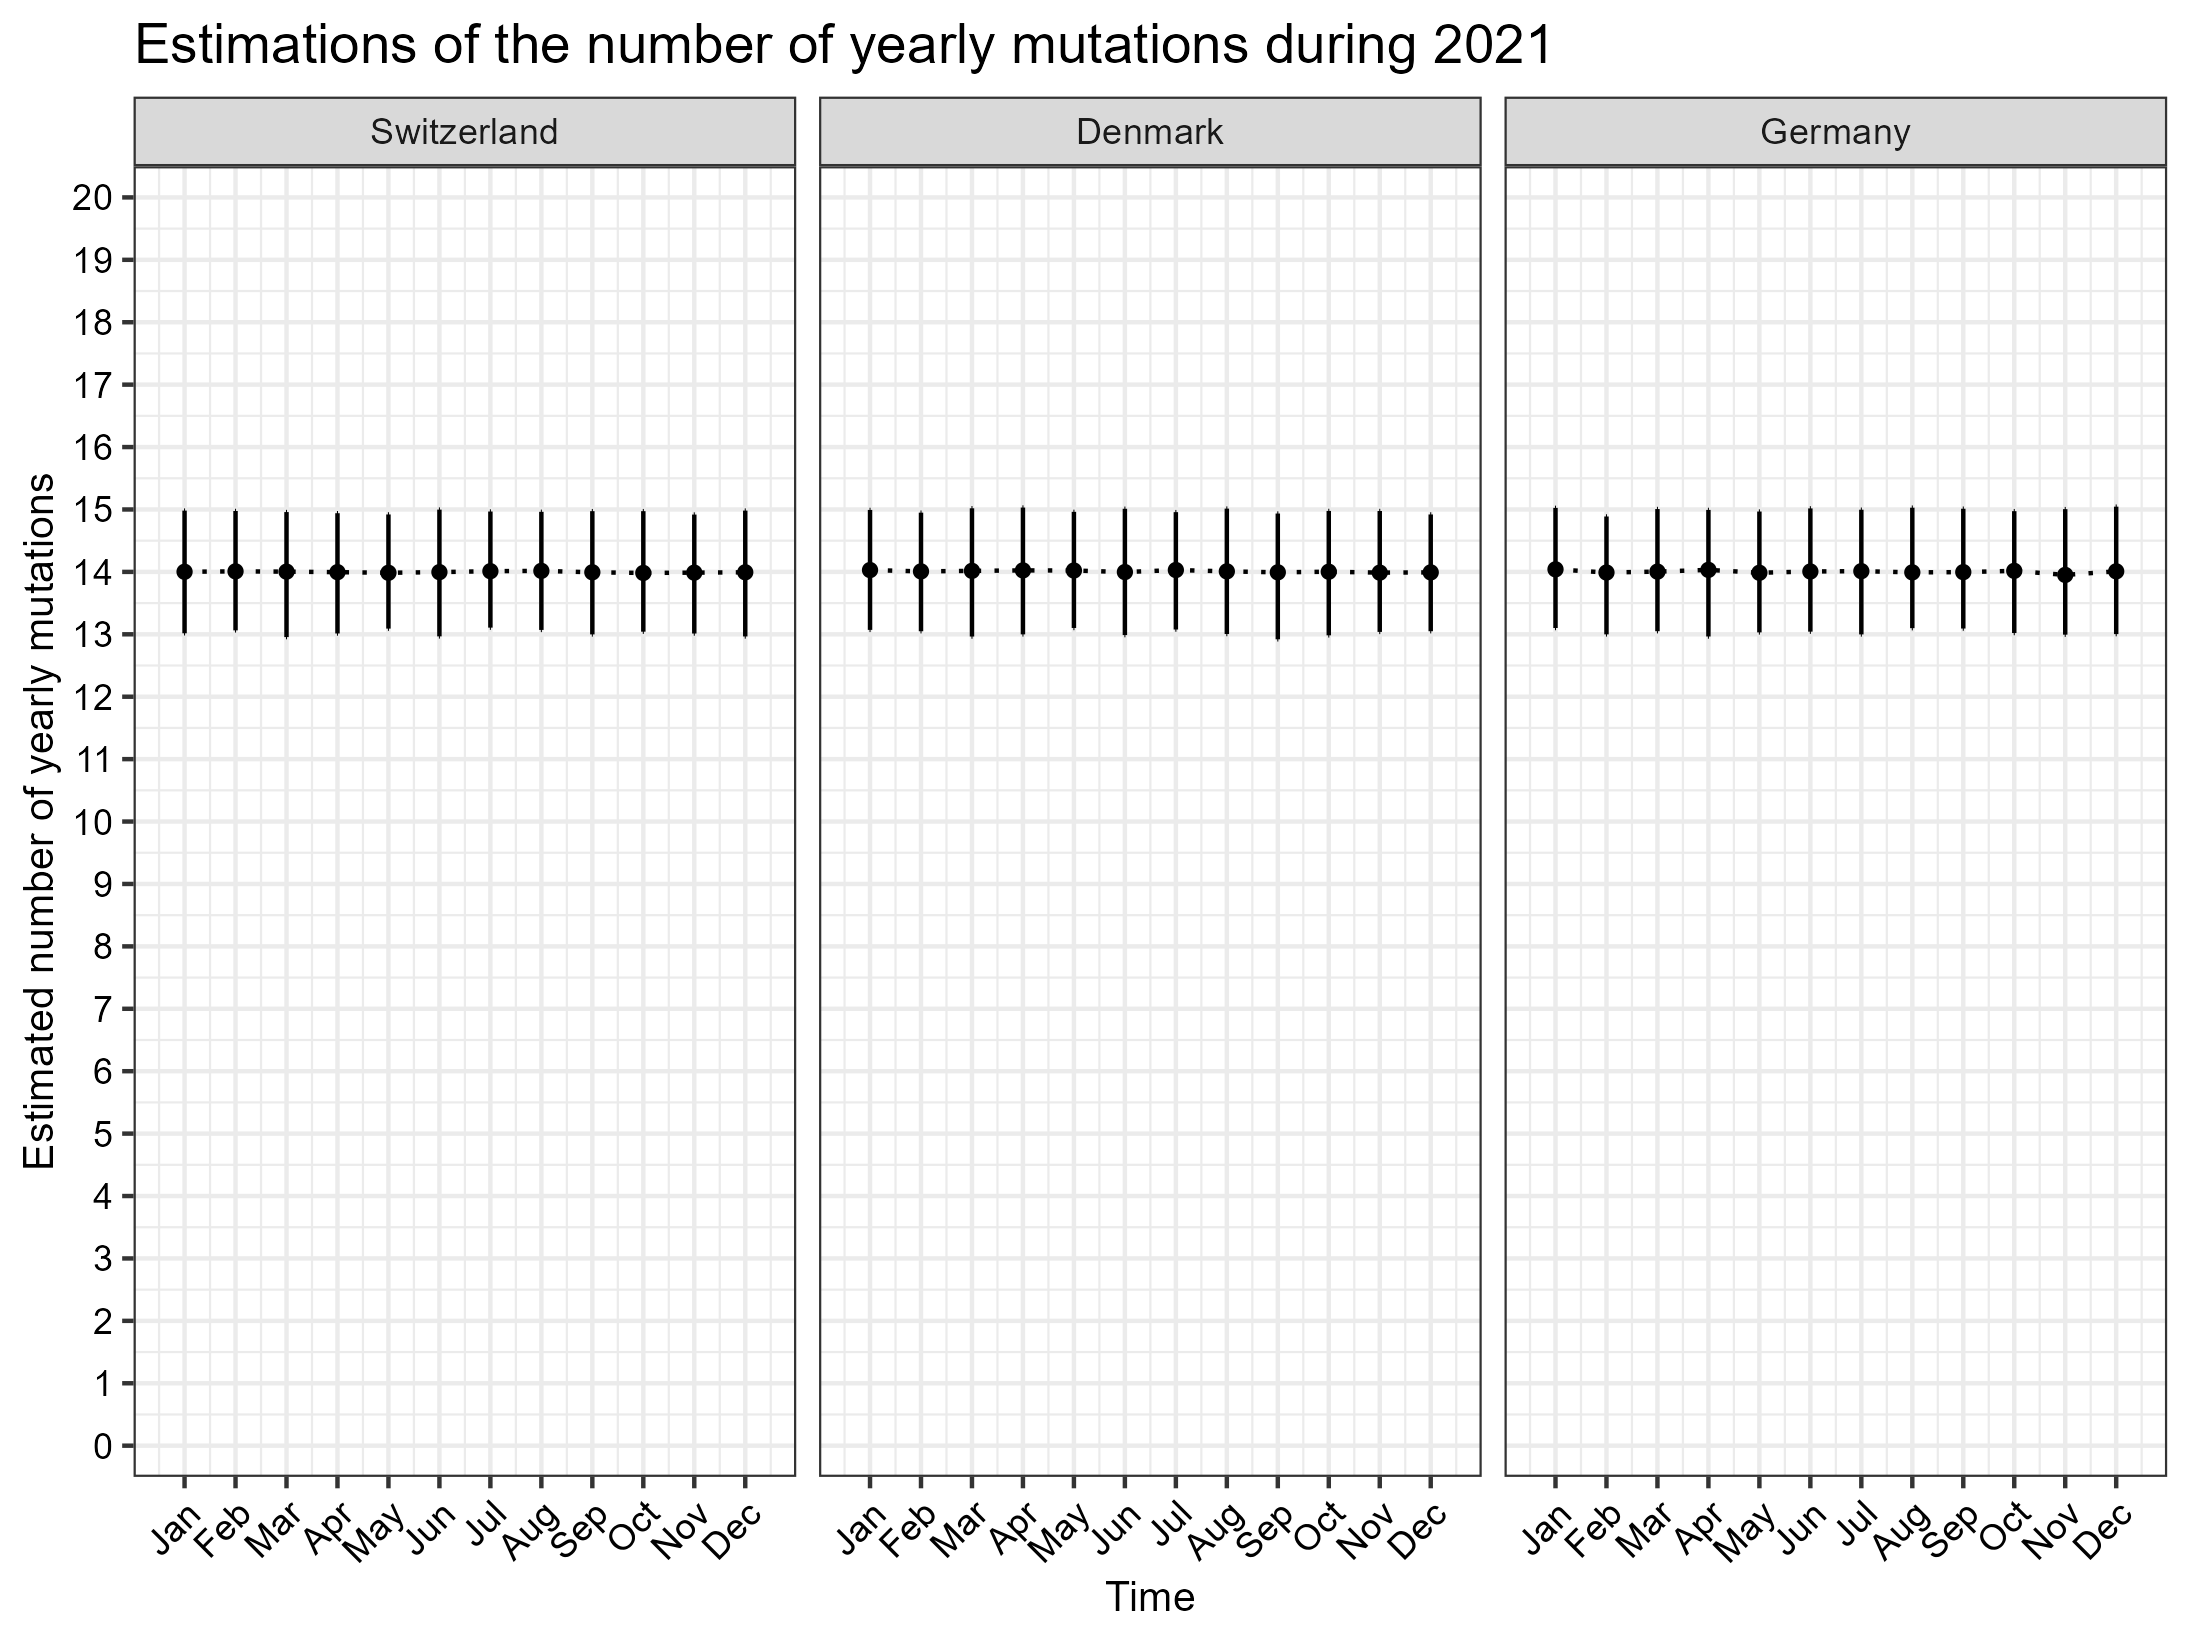 Estimations of the number of yearly mutations during 2021
Switzerland
Denmark
Germany
Estimated number of yearly mutations
20
19
18
17
16
15
14
13
12
11
10
9
8
7
6
5
4
3
2
1
0
Jan Feb Mar Apr May Jun Jul Aug Sep Oct Nov Dec
Jan Feb Mar Apr May Jun Jul Aug Sep Oct Nov Dec
Jan Feb Mar Apr May Jun Jul Aug Sep Oct Nov Dec
Time